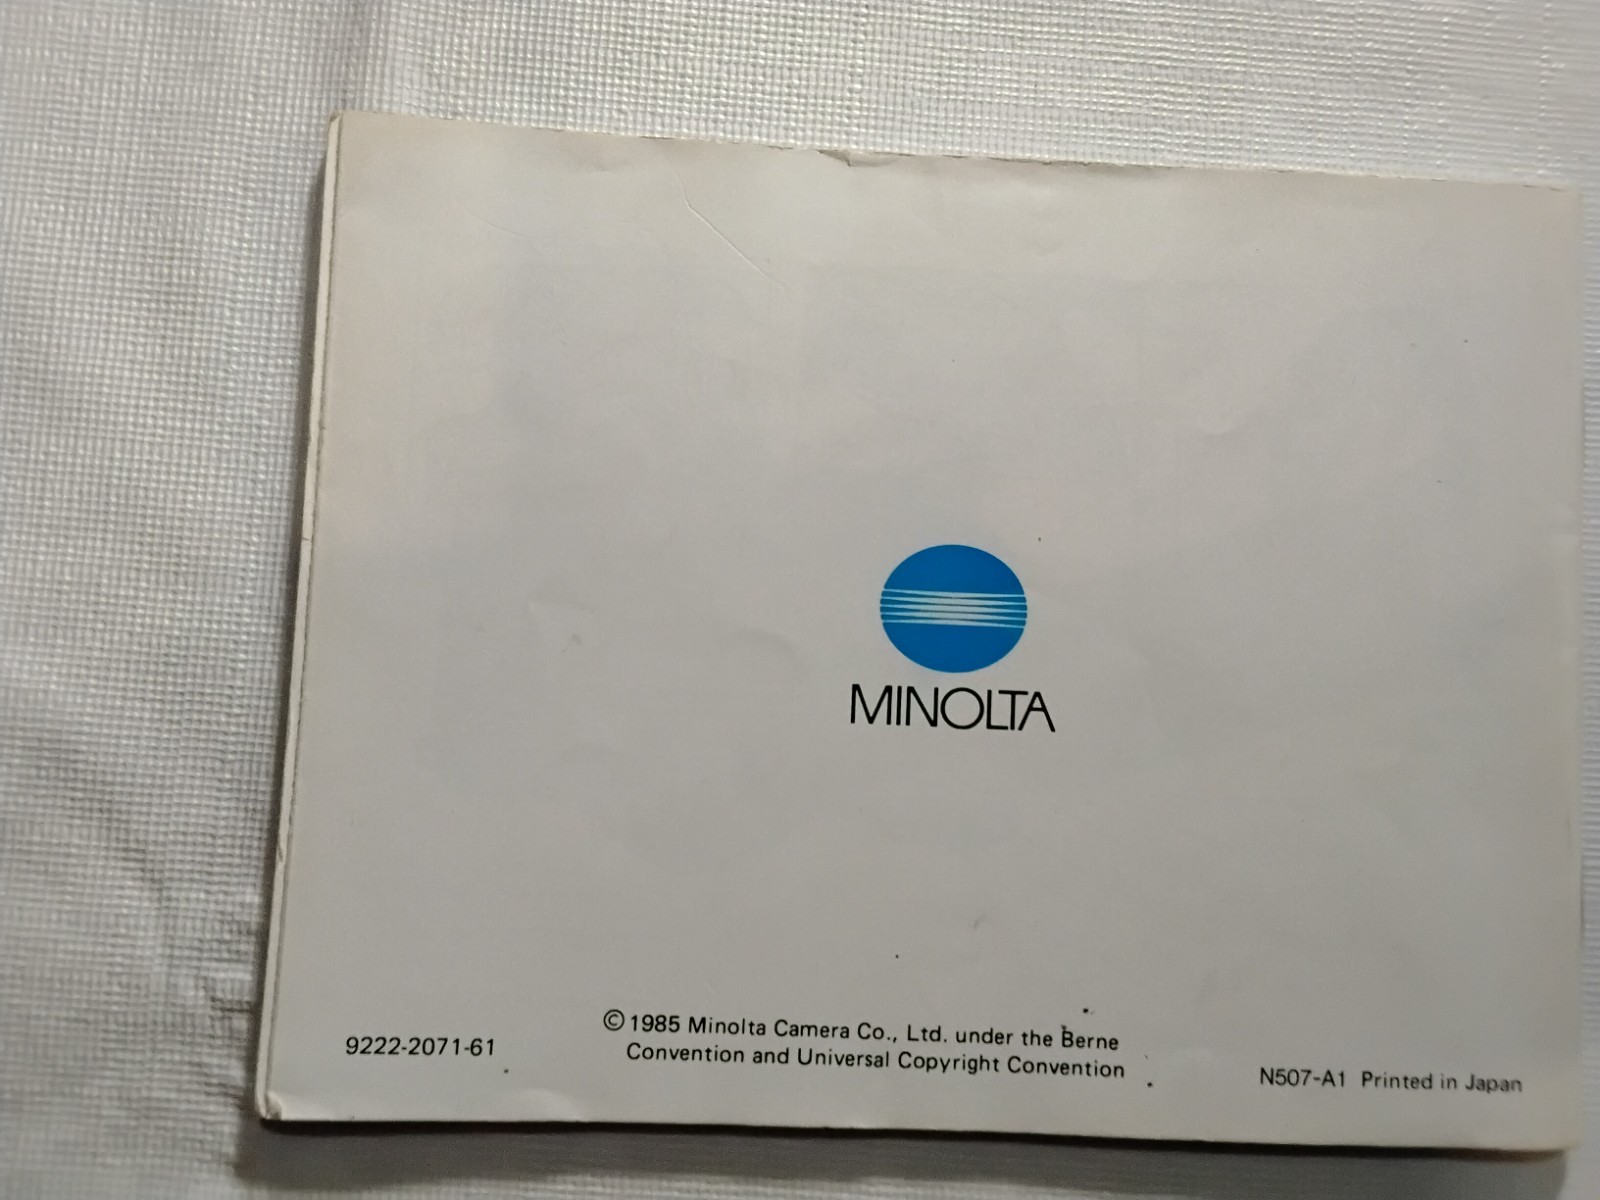 MINOLTA
9222-2071-61
© 1985 Minolta Camera Co., Ltd. under the Berne
Convention and Universal Copyright Convention
N507-A1 Printed in Japan